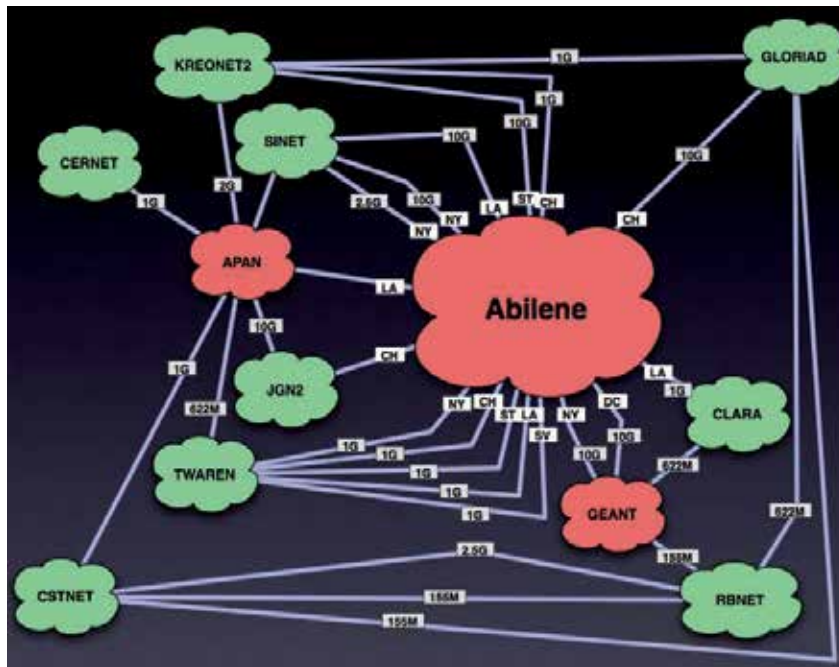 KREONET2
GLORIAD
1G
1G
10G
SINET
10G
CERNET
10G
2G
10G
2.5G
1G
LA
ST
CH
NY
NY
CH
APAN
LA
Abilene
10G
CH
1G
JGN2
LA
1G
NY
CH
ST
LA
SV
NY
DC
CLARA
622M
1G
1G
10G
10G
622M
TWAREN
1G
1G
1G
GEANT
622M
2.5G
155M
CSTNET
155M
RBNET
155M